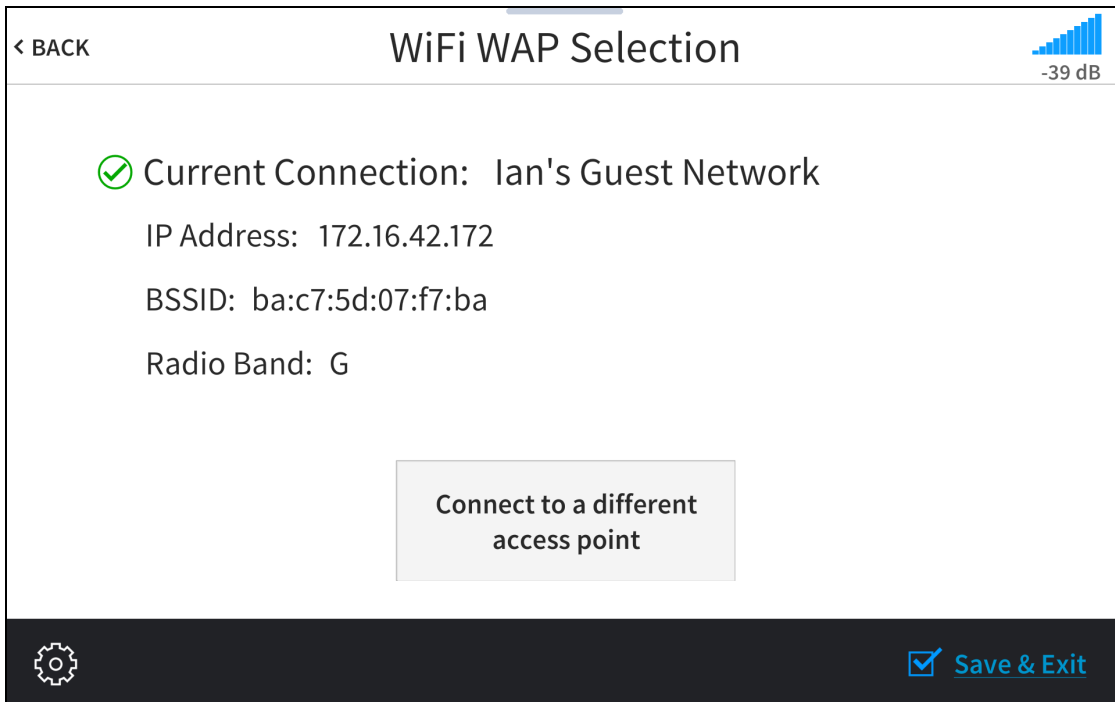 < BACK
WiFi WAP Selection
-39 dB
Current Connection: Ian's Guest Network
IP Address: 172.16.42.172
BSSID: ba:c7:5d:07:f7:ba
Radio Band: G
Connect to a different
access point
Save & Exit